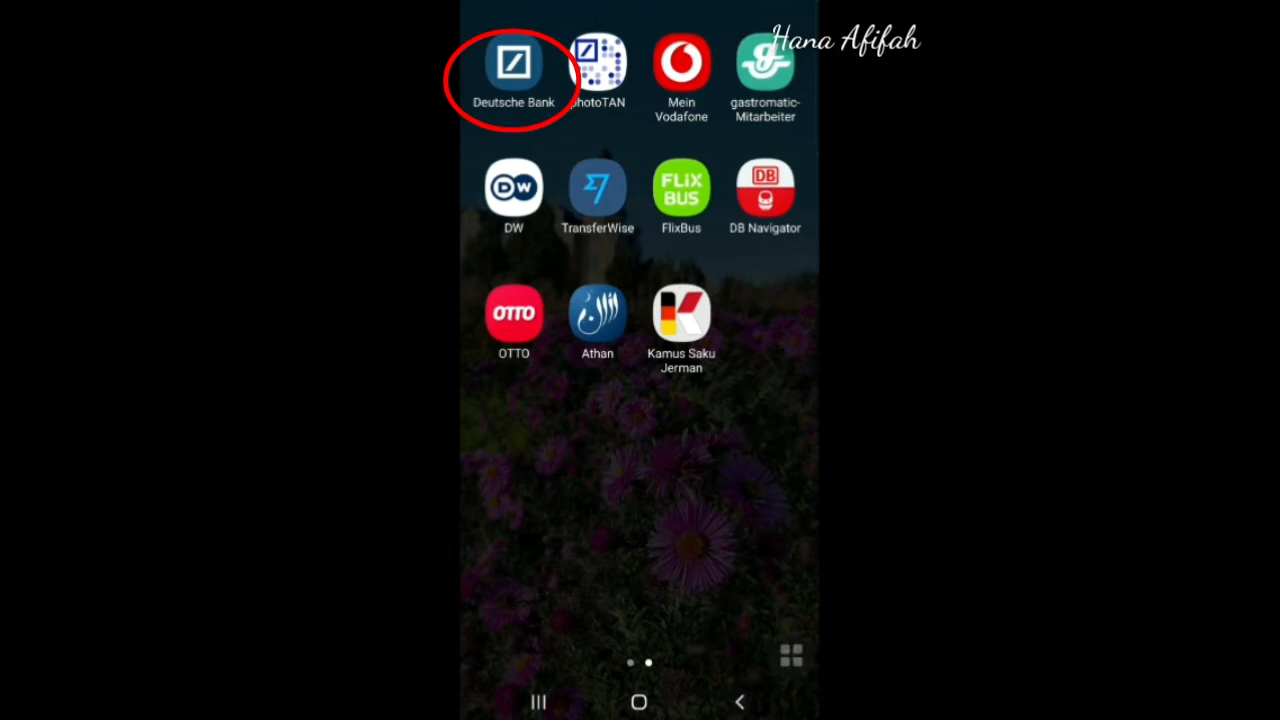 Hana Afifah
Deutsche Bank
photoTAN
Mein
Vodafone
gastromatic-
Mitarbeiter
DW
FLiX
BUS
DB
DW
TransferWise
FlixBus
DB Navigator
OTTO
OTTO
Athan
Kamus Saku
Jerman